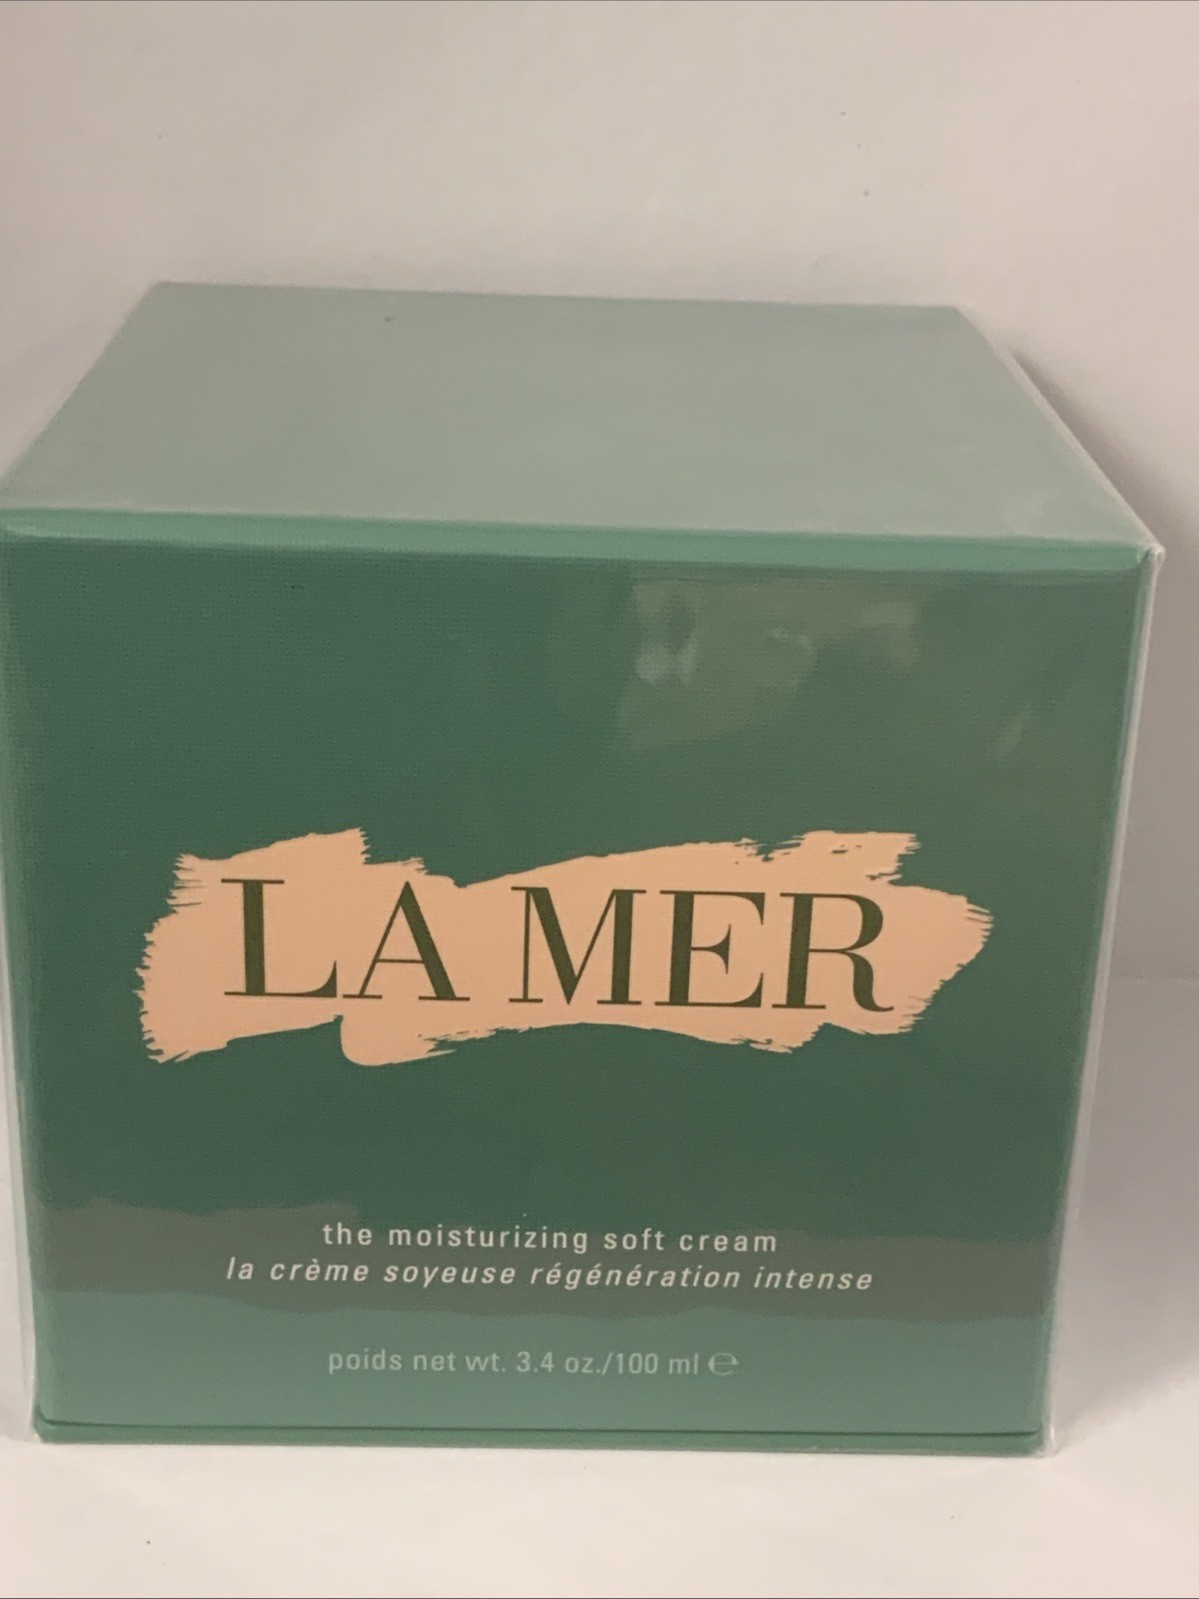 LA MER
the moisturizing soft cream
la crème soyeuse régénération intense
poids net wt. 3.4 oz./100 ml ℮